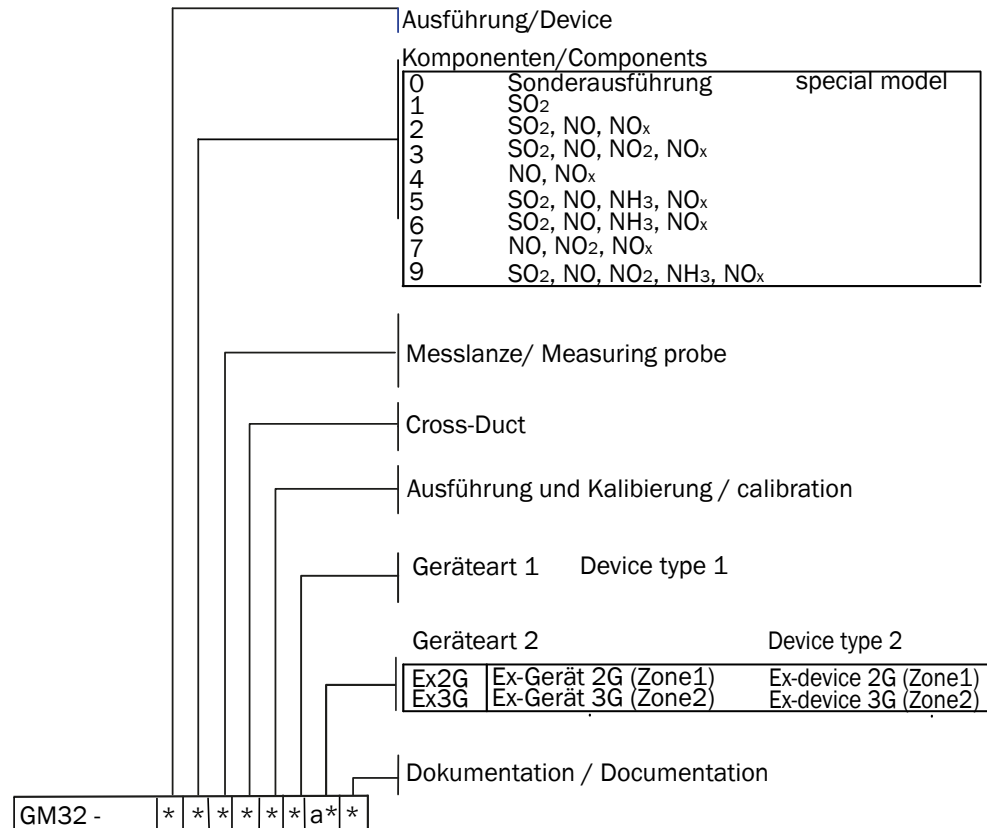 Ausführung/Device
Komponenten/Components
0 Sonderausführung special model
1 SO2
2 SO2, NO, NOx
3 SO2, NO, NO2, NOx
4 NO, NOx
5 SO2, NO, NH3, NOx
6 SO2, NO, NH3, NOx
7 NO, NO2, NOx
9 SO2, NO, NO2, NH3, NOx
Messlanze/ Measuring probe
Cross-Duct
Ausführung und Kalibierung / calibration
Geräteart 1 Device type 1
Geräteart 2 Device type 2
Ex2G Ex-Gerät 2G (Zone1) Ex-device 2G (Zone1)
Ex3G Ex-Gerät 3G (Zone2) Ex-device 3G (Zone2)
Dokumentation / Documentation
GM32 - * * * * * * a* *